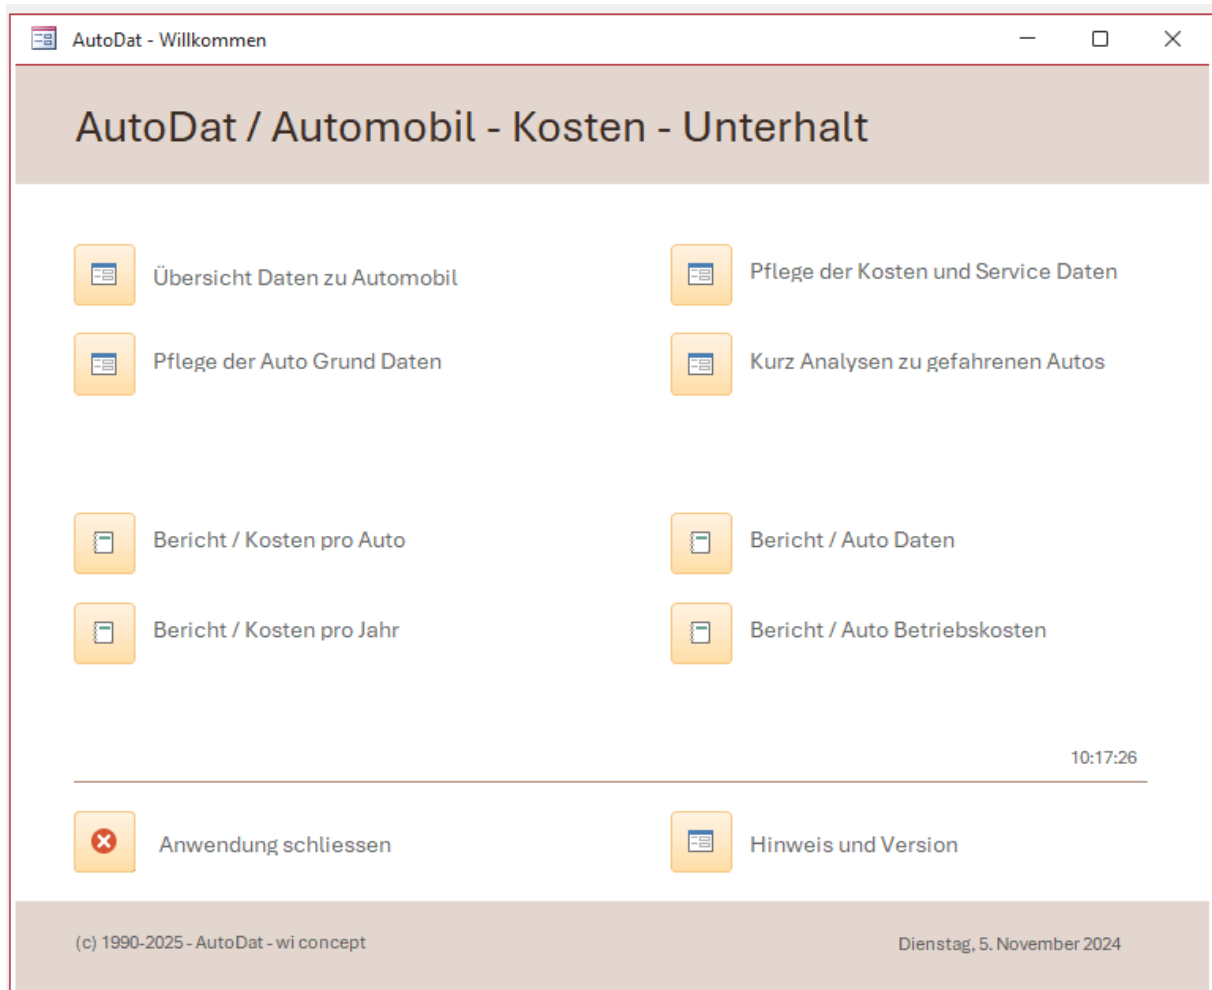 AutoDat - Willkommen
AutoDat / Automobil - Kosten - Unterhalt
Übersicht Daten zu Automobil
Pflege der Kosten und Service Daten
Pflege der Auto Grund Daten
Kurz Analysen zu gefahrenen Autos
Bericht / Kosten pro Auto
Bericht / Auto Daten
Bericht / Kosten pro Jahr
Bericht / Auto Betriebskosten
10:17:26
Anwendung schliessen
Hinweis und Version
(c) 1990-2025 - AutoDat - wi concept
Dienstag, 5. November 2024